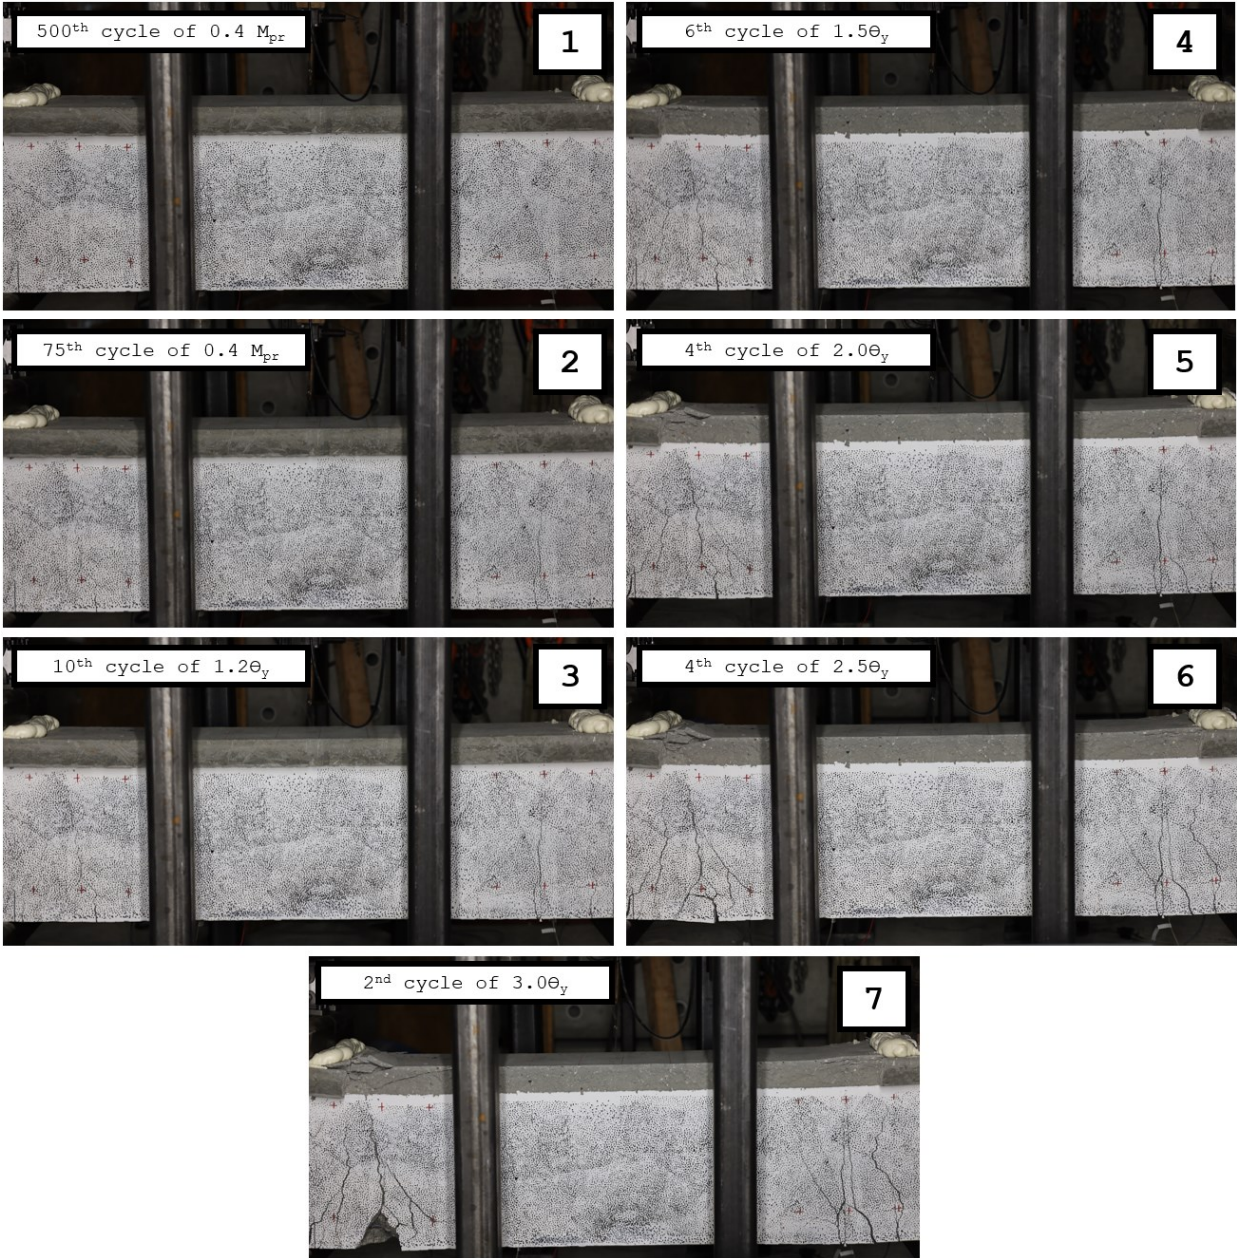 500th cycle of 0.4 Mpr
1
6th cycle of 1.5Θy
4
75th cycle of 0.4 Mpr
2
4th cycle of 2.0Θy
5
10th cycle of 1.2Θy
3
4th cycle of 2.5Θy
6
2nd cycle of 3.0Θy
7